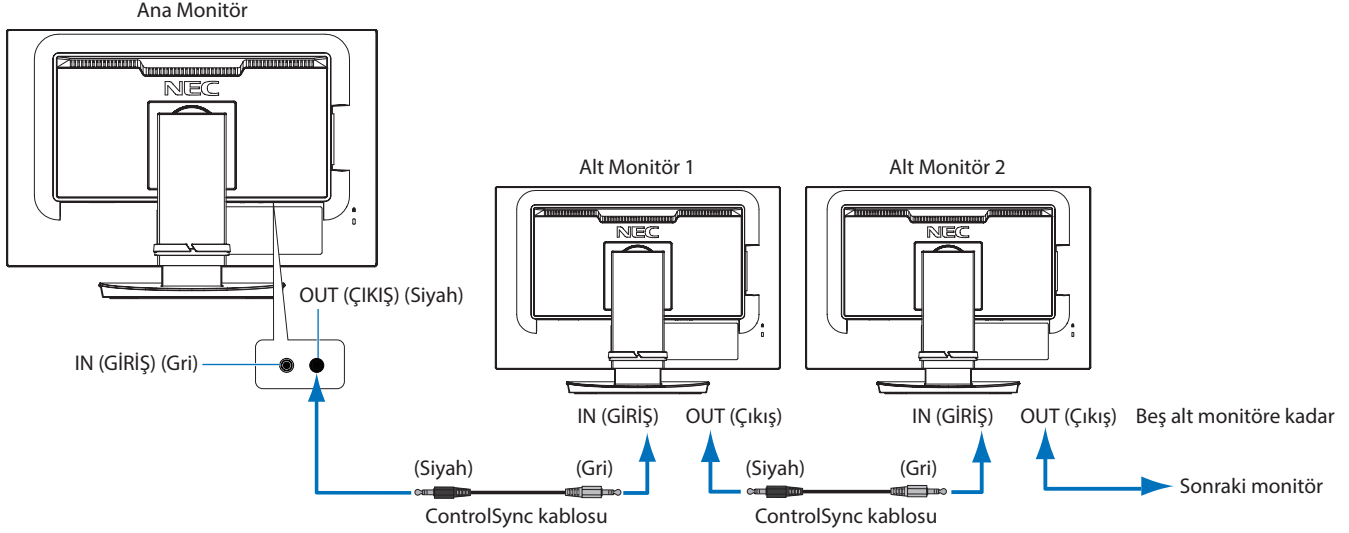 Ana Monitör
NEC
Alt Monitör 1
Alt Monitör 2
NEC
NEC
OUT (ÇIKIŞ) (Siyah)
IN (GİRİŞ) (Gri)
IN (GİRİŞ)
OUT (Çıkış)
IN (GİRİŞ)
OUT (Çıkış)
Beş alt monitöre kadar
(Siyah)
(Gri)
(Siyah)
(Gri)
Sonraki monitör
ControlSync kablosu
ControlSync kablosu